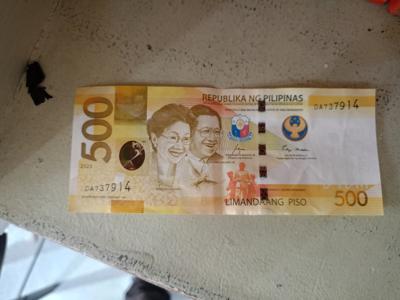 REPUBLIKA NG PILIPINAS
DA737914
500
DA737914
LIMANDAANG PISO
500